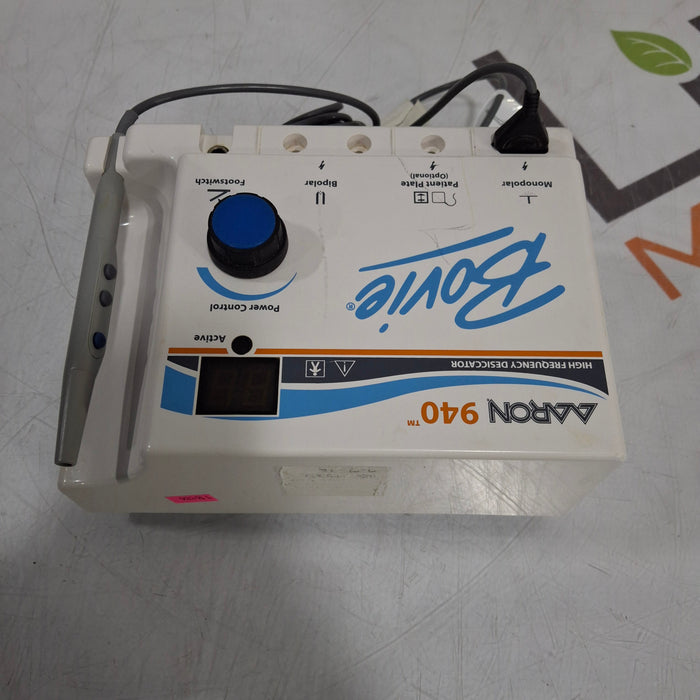 AARON 940™
HIGH FREQUENCY DESICCATOR
Active
Power Control
Bovie®
Monopolar
Patient Plate
(Optional)
Bipolar
Footswitch